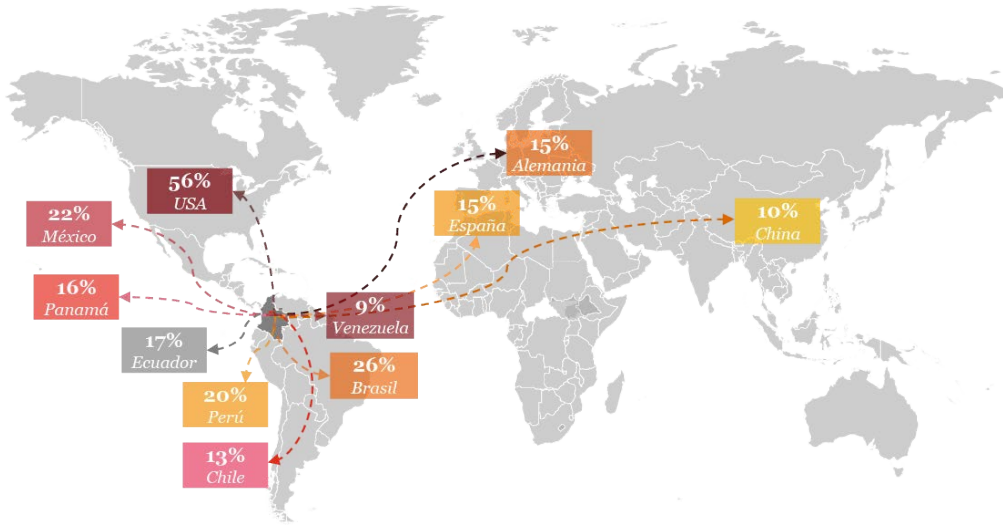 15%
Alemania
56%
USA
15%
España
22%
México
10%
China
16%
Panamá
9%
Venezuela
17%
Ecuador
26%
Brasil
20%
Perú
13%
Chile